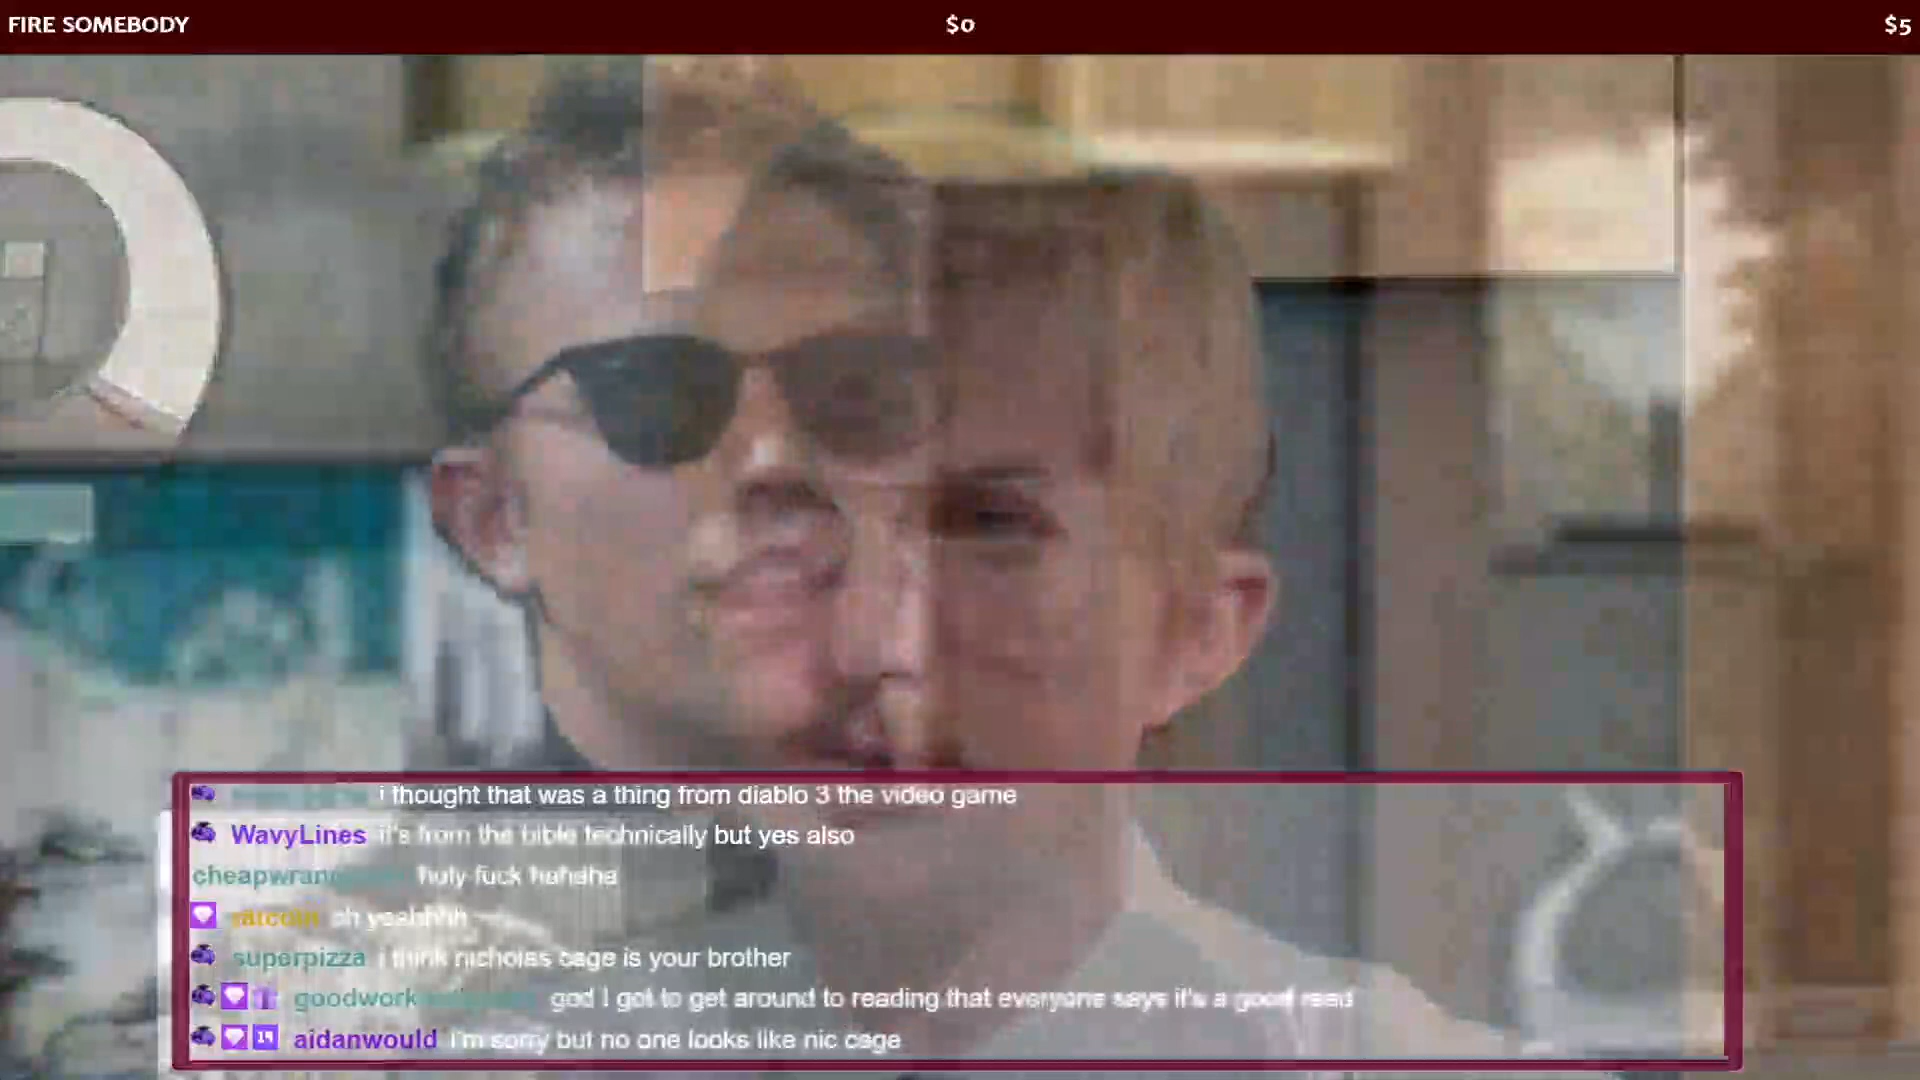 FIRE SOMEBODY $0 $5
i thought that was a thing from diablo 3 the video game
WavyLines it's from the bible technically but yes also
holy fuck hahaha
oh yeahhhh
superpizza i think nicholas cage is your brother
god I got to get around to reading that everyone says it's a good read
aidanwould I'm sorry but no one looks like nic cage